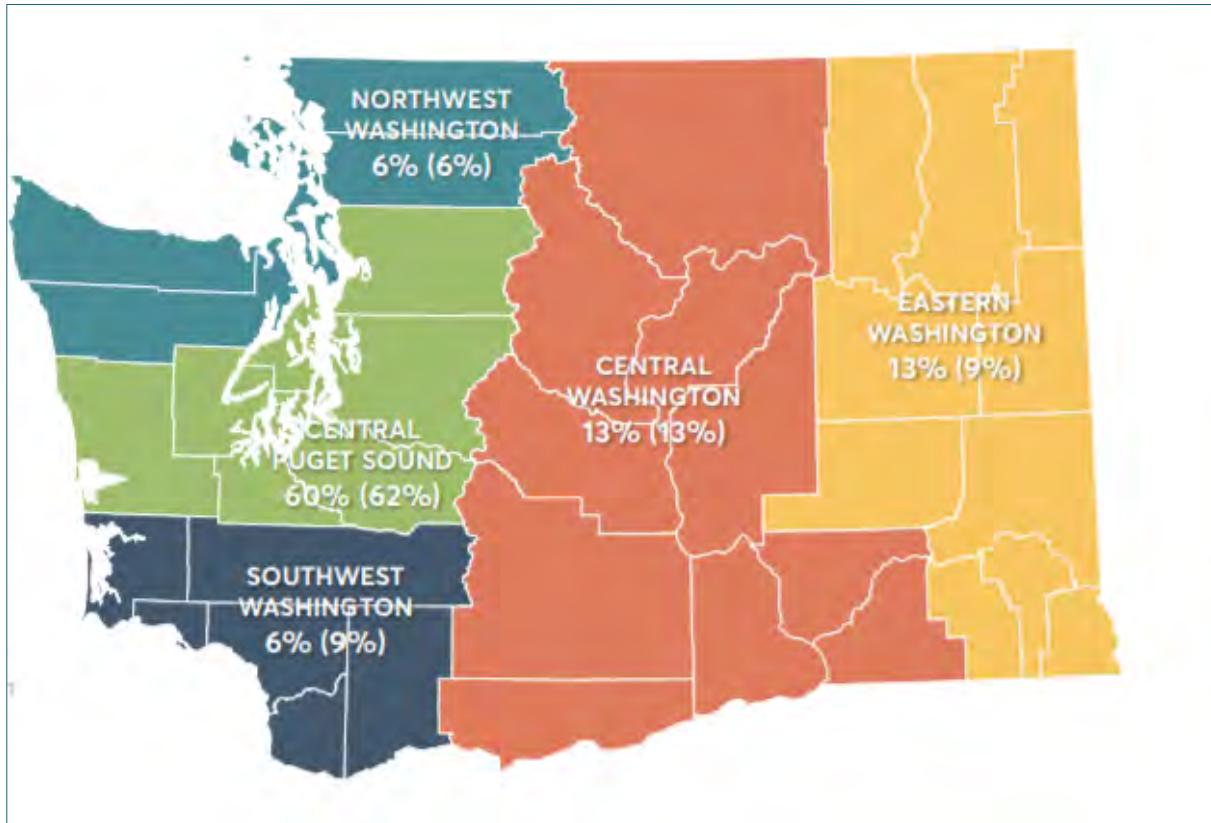 NORTHWEST
WASHINGTON
6% (6%)
EASTERN
WASHINGTON
13% (9%)
CENTRAL
WASHINGTON
13% (13%)
CENTRAL
PUGET SOUND
60% (62%)
SOUTHWEST
WASHINGTON
6% (9%)